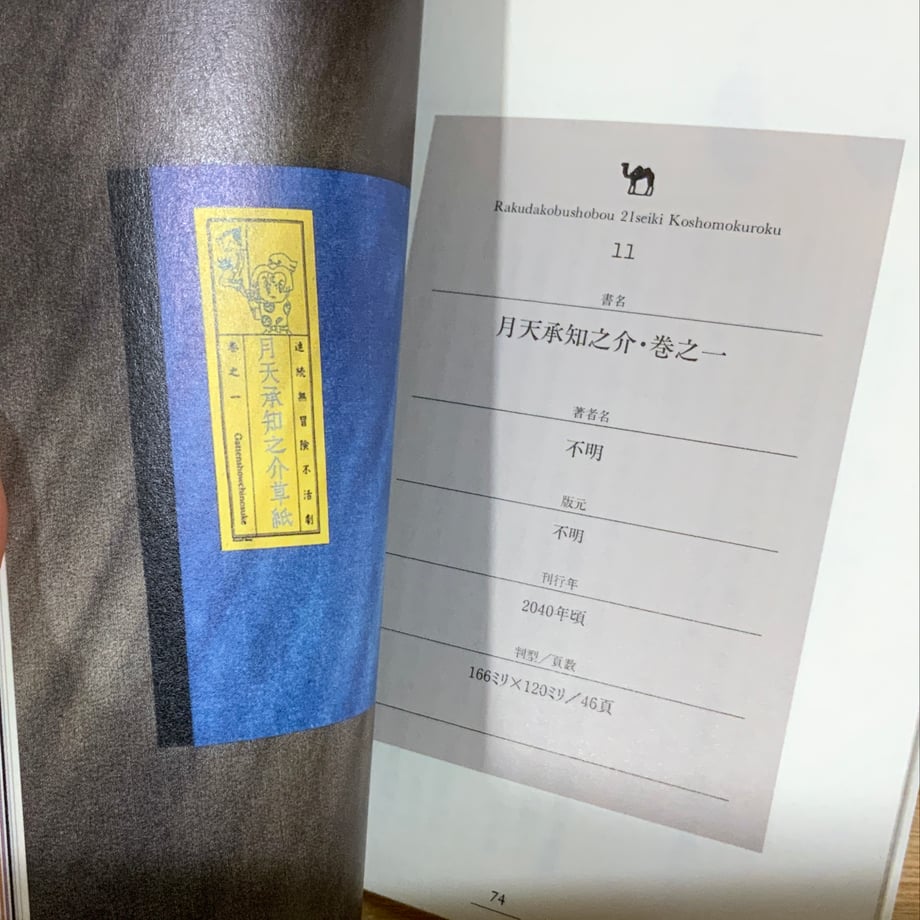 連続無冒険不活劇
月天承知之介草紙
巻之一
Gattenshowchinosuke
Rakudakobushobou 21seiki Koshomokuroku
11
書名
月天承知之介・巻之一
著者名
不明
版元
不明
刊行年
2040年頃
判型／頁数
166ミリ×120ミリ／46頁
74